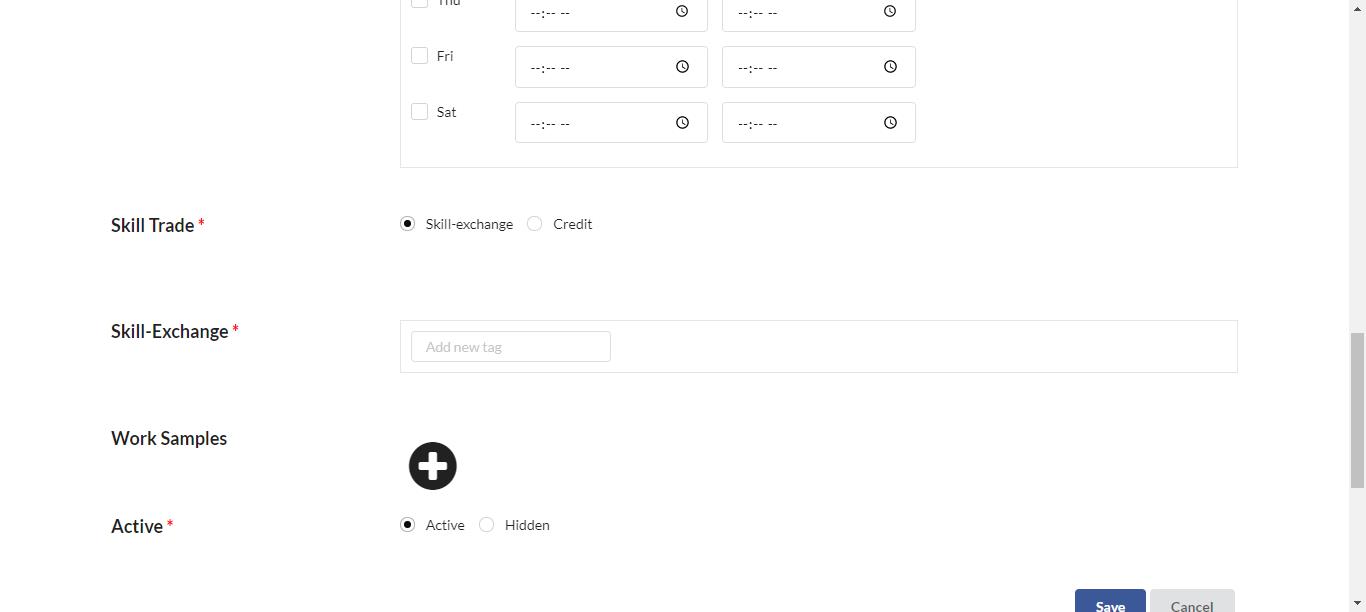 Thu
--:-- -- --:-- --
Fri --:-- -- --:-- --
Sat --:-- -- --:-- --
Skill Trade * Skill-exchange Credit
Skill-Exchange * Add new tag
Work Samples
Active * Active Hidden
Save Cancel